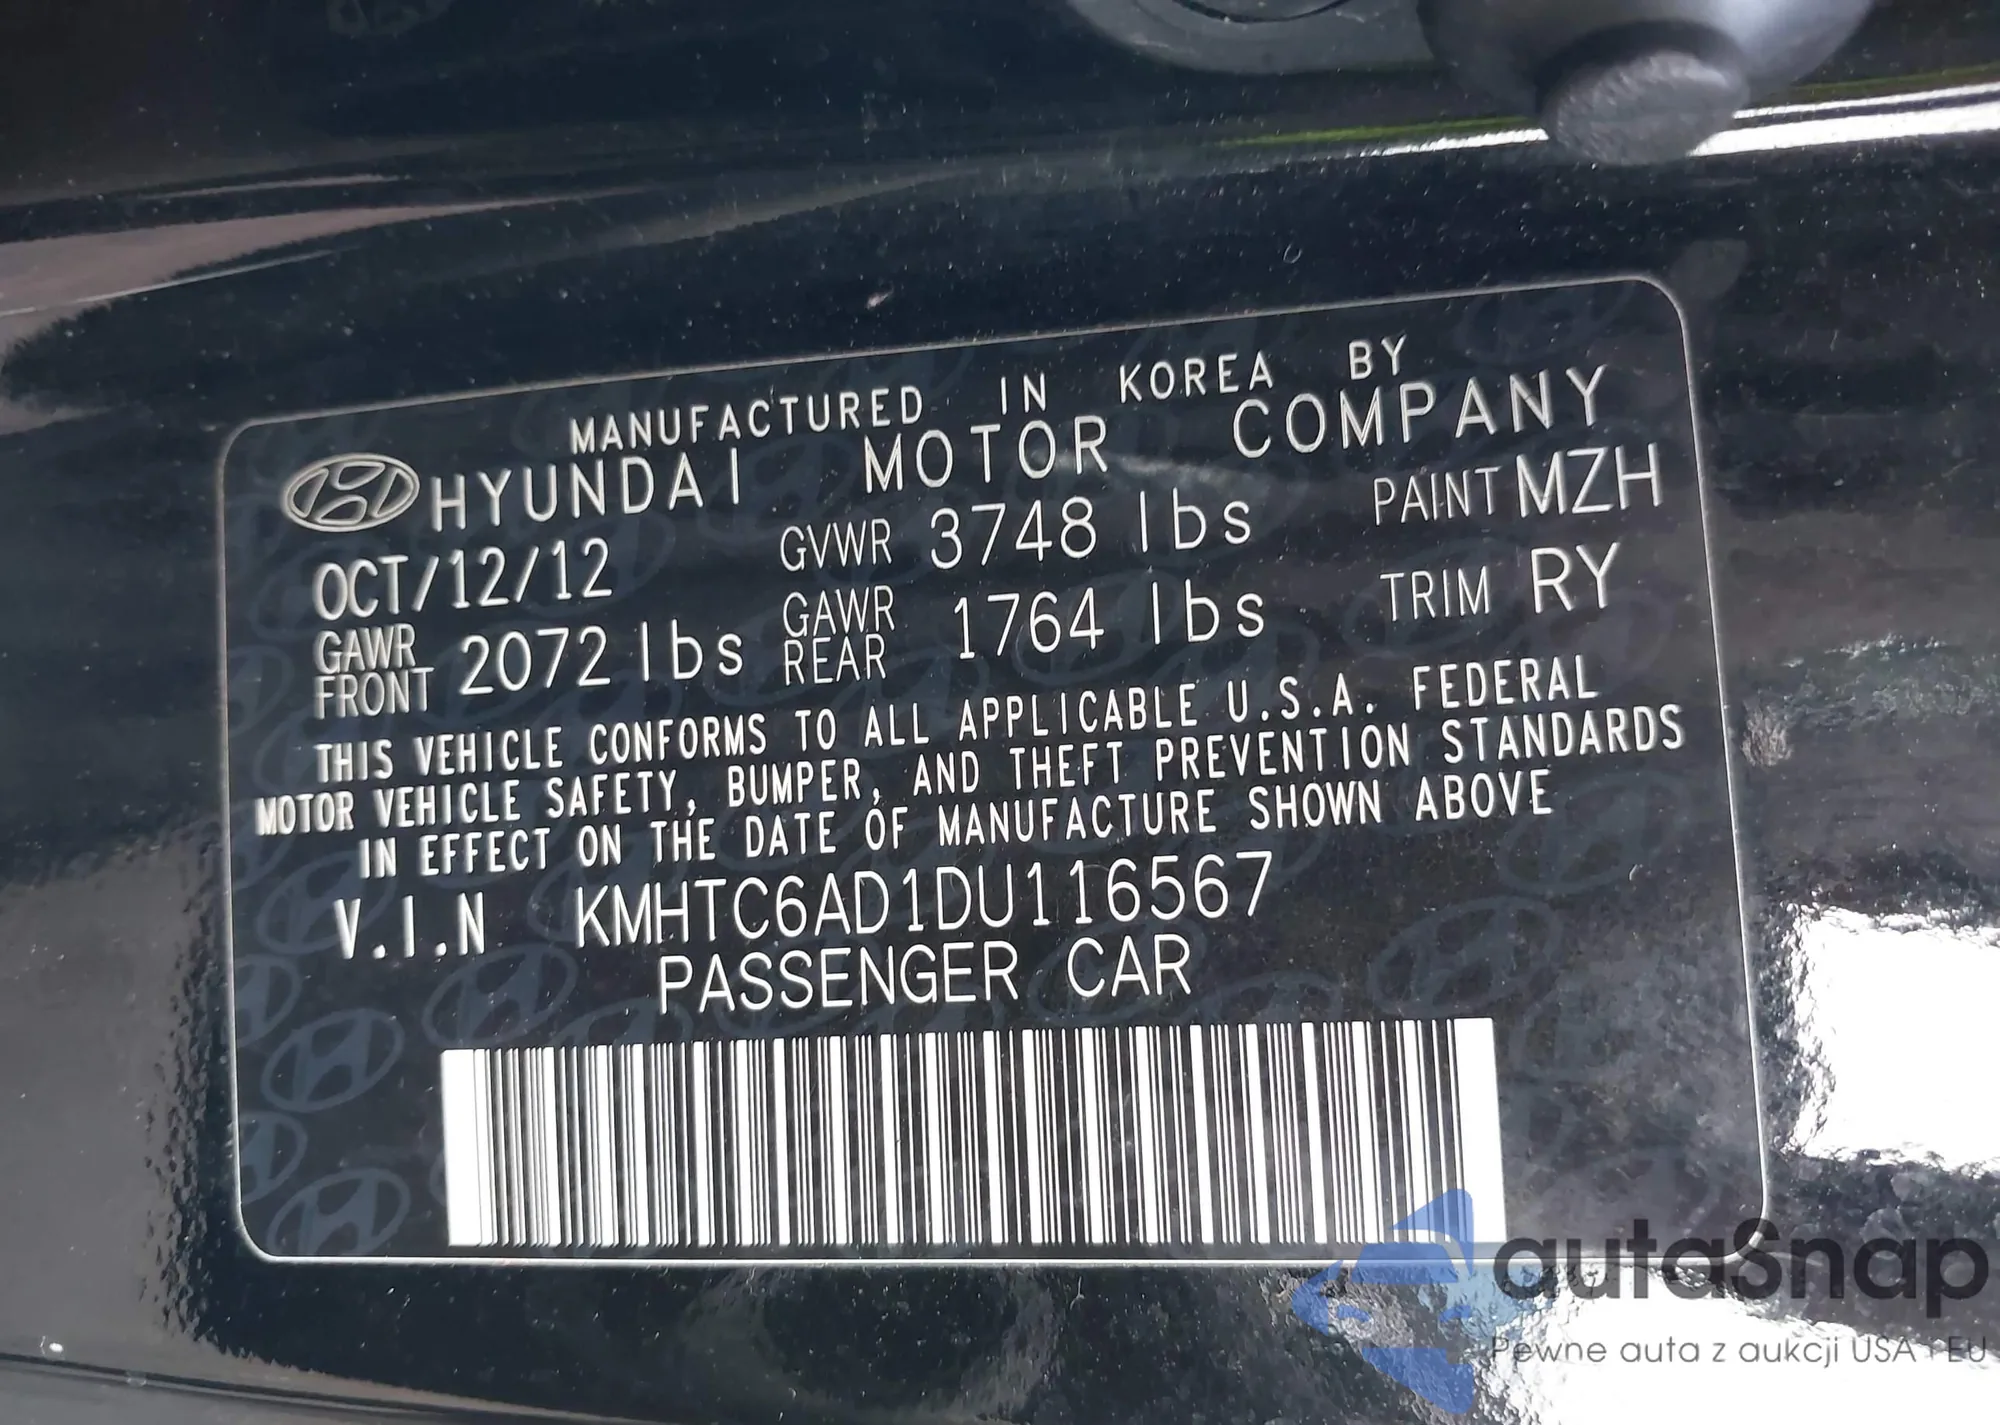 MANUFACTURED IN KOREA BY
HYUNDAI MOTOR COMPANY
OCT/12/12 GVWR 3748 lbs PAINT MZH
GAWR FRONT 2072 lbs GAWR REAR 1764 lbs TRIM RY
THIS VEHICLE CONFORMS TO ALL APPLICABLE U.S.A. FEDERAL
MOTOR VEHICLE SAFETY, BUMPER, AND THEFT PREVENTION STANDARDS
IN EFFECT ON THE DATE OF MANUFACTURE SHOWN ABOVE
V.I.N KMHTC6AD1DU116567
PASSENGER CAR
autaSnap
Pewne auta z aukcji USA i EU